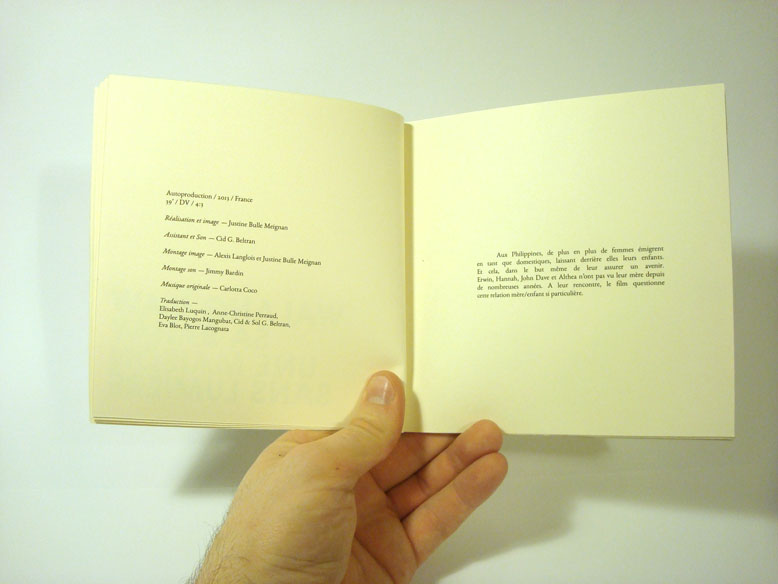 Autoproduction / 2013 / France
39' / DV / 4:3
Réalisation et image — Justine Bulle Meignan
Assistant et Son — Cid G. Beltran
Montage image — Alexis Langlois et Justine Bulle Meignan
Montage son — Jimmy Bardin
Musique originale — Carlotta Coco
Traduction —
Elisabeth Luquin , Anne-Christine Perraud,
Daylee Bayogos Mangubat, Cid & Sol G. Beltran,
Eva Blot, Pierre Lacognata
Aux Philippines, de plus en plus de femmes émigrent
en tant que domestiques, laissant derrière elles leurs enfants.
Et cela, dans le but même de leur assurer un avenir.
Erwin, Hannah, John Dave et Althea n'ont pas vu leur mère depuis
de nombreuses années. A leur rencontre, le film questionne
cette relation mère/enfant si particulière.